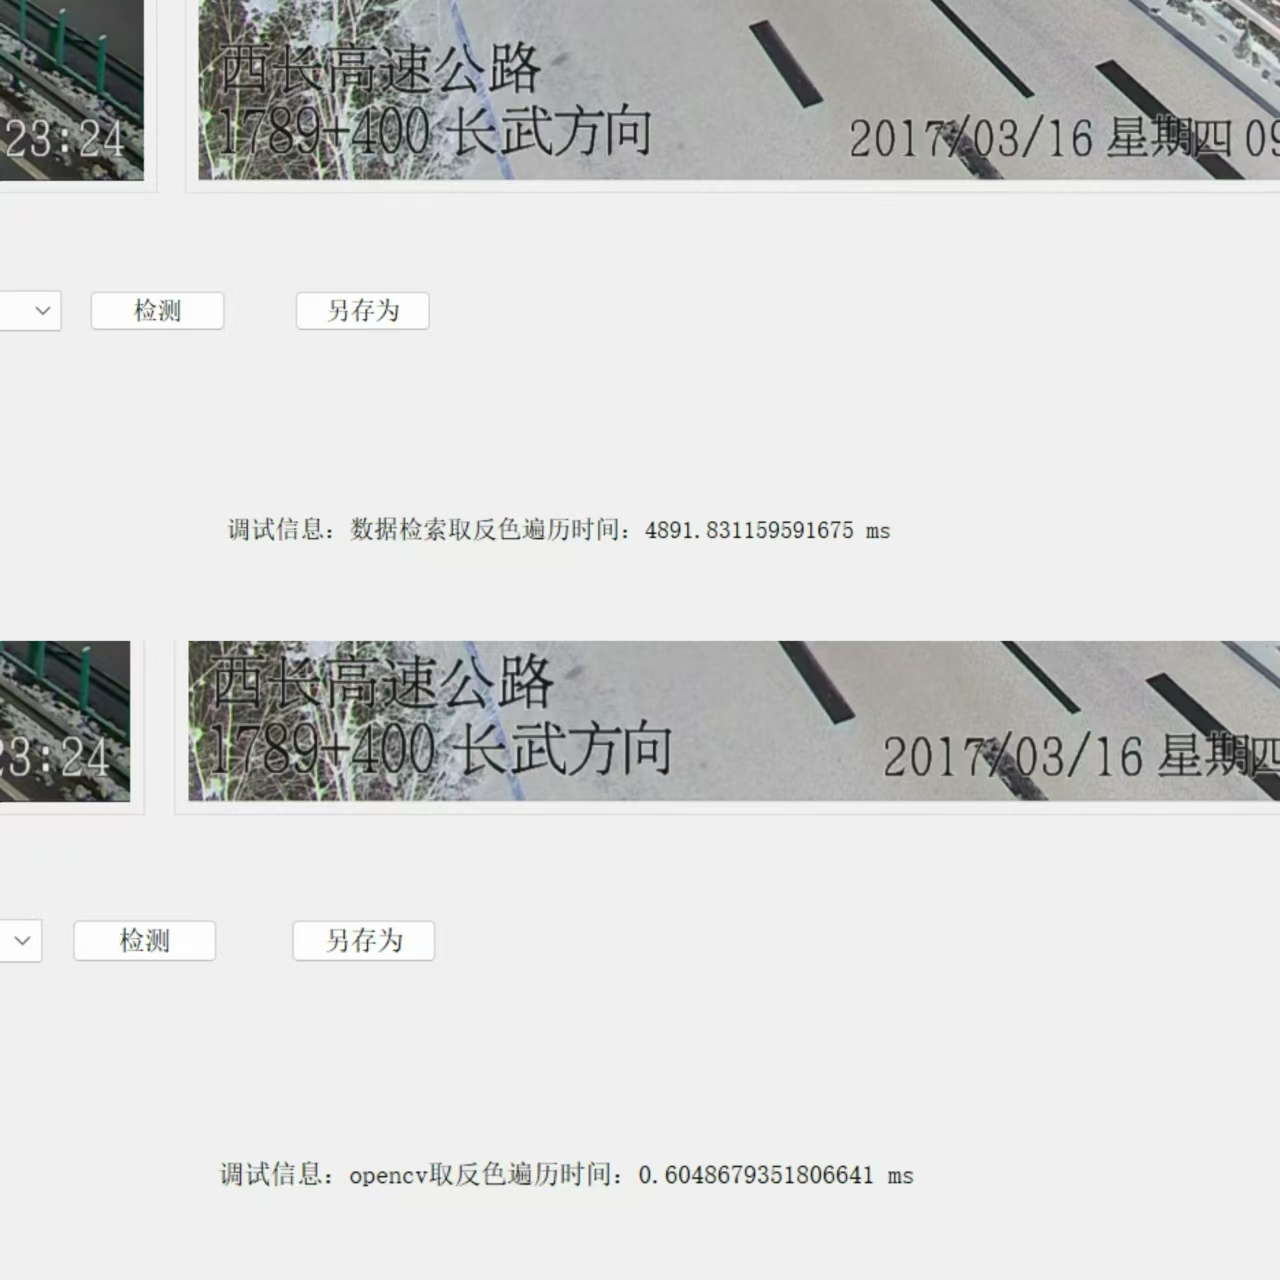 23:24
西长高速公路
1789+400 长武方向
2017/03/16 星期四 09
检测
另存为
调试信息：数据检索取反色遍历时间：4891.831159591675 ms
23:24
西长高速公路
1789+400 长武方向
2017/03/16 星期四
检测
另存为
调试信息：opencv取反色遍历时间：0.6048679351806641 ms